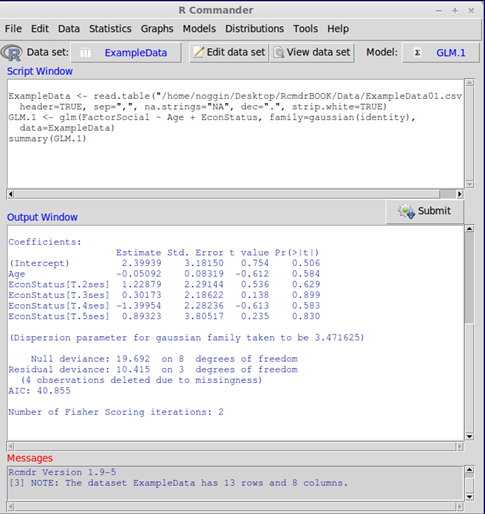 R Commander
File Edit Data Statistics Graphs Models Distributions Tools Help
R Data set: ExampleData Edit data set View data set Model: Σ GLM.1
Script Window
ExampleData <- read.table("/home/noggin/Desktop/RcmdrBOOK/Data/ExampleData01.csv
  header=TRUE, sep=",", na.strings="NA", dec=".", strip.white=TRUE)
GLM.1 <- glm(FactorSocial ~ Age + EconStatus, family=gaussian(identity),
  data=ExampleData)
summary(GLM.1)
Submit
Output Window
Coefficients:
                  Estimate Std. Error t value Pr(>|t|)
(Intercept)        2.39939    3.18150   0.754    0.506
Age               -0.05092    0.08319  -0.612    0.584
EconStatus[T.2ses]  1.22879    2.29144   0.536    0.629
EconStatus[T.3ses]  0.30173    2.18622   0.138    0.899
EconStatus[T.4ses] -1.39954    2.28236  -0.613    0.583
EconStatus[T.5ses]  0.89323    3.80517   0.235    0.830
(Dispersion parameter for gaussian family taken to be 3.471625)
    Null deviance: 19.692  on 8  degrees of freedom
Residual deviance: 10.415  on 3  degrees of freedom
  (4 observations deleted due to missingness)
AIC: 40.855
Number of Fisher Scoring iterations: 2
Messages
Rcmdr Version 1.9-5
[3] NOTE: The dataset ExampleData has 13 rows and 8 columns.